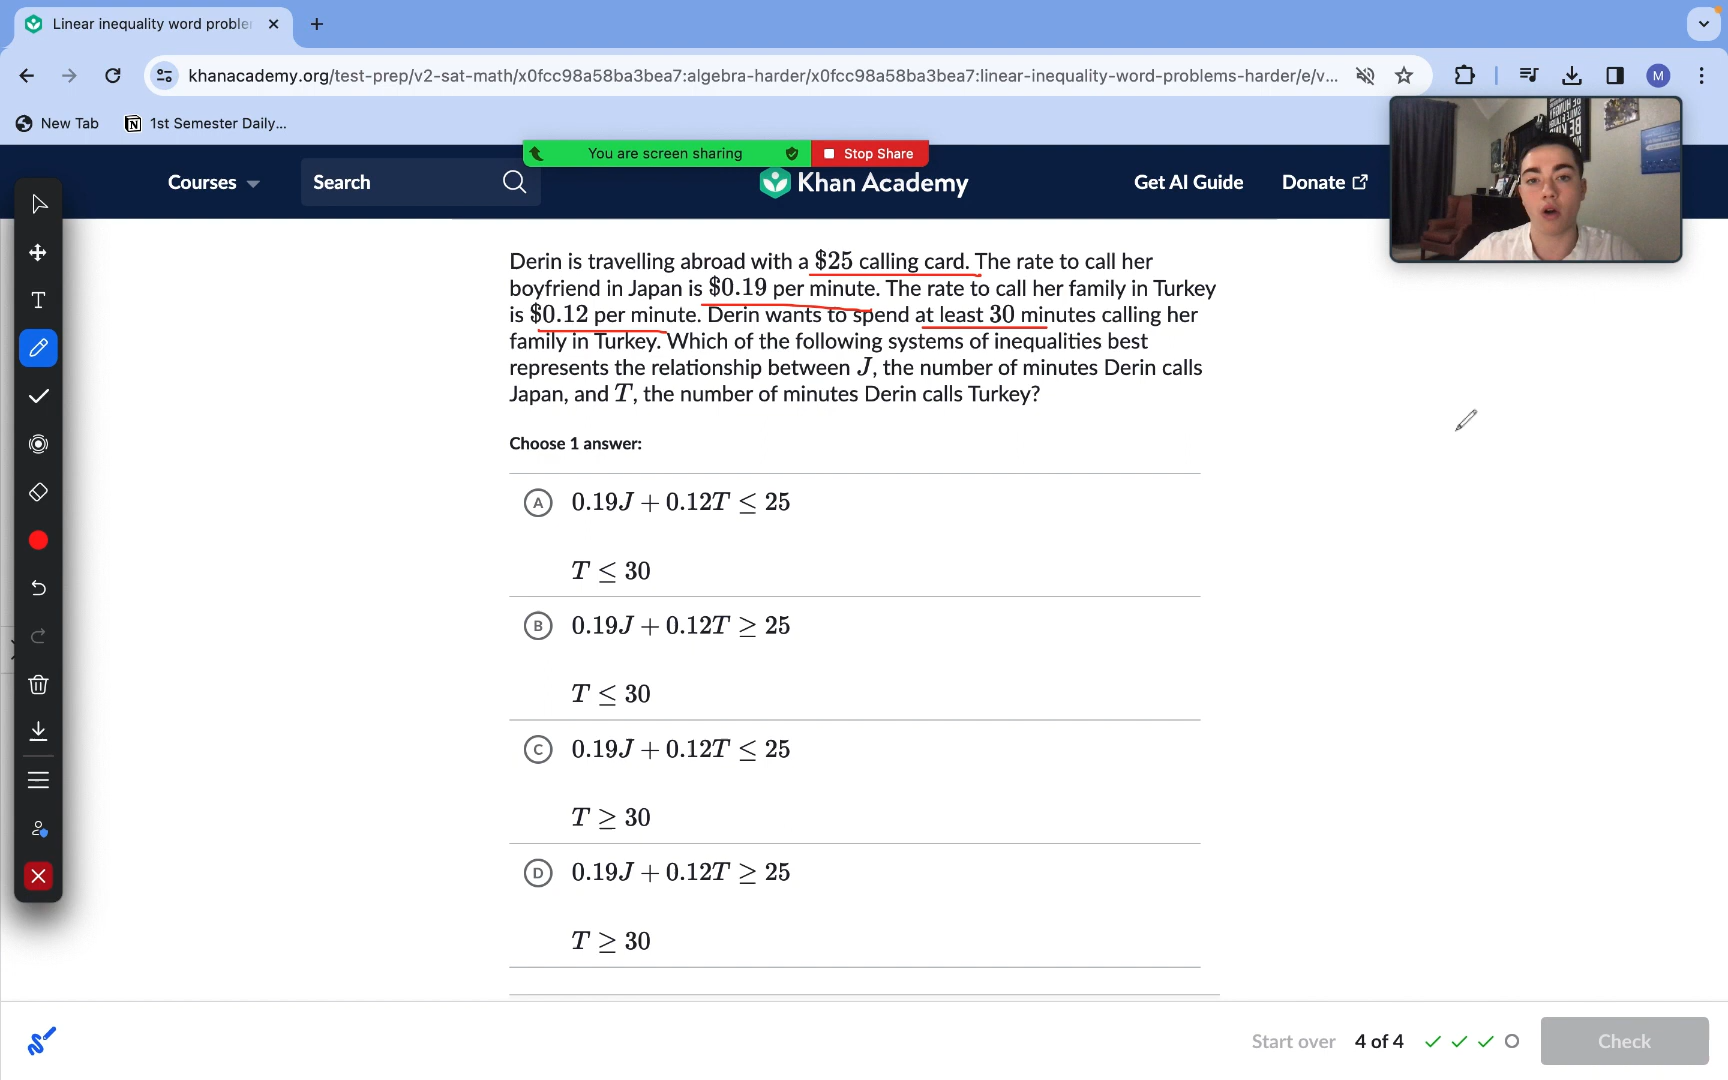 Linear inequality word proble
khanacademy.org/test-prep/v2-sat-math/x0fcc98a58ba3bea7:algebra-harder/x0fcc98a58ba3bea7:linear-inequality-word-problems-harder/e/v...
M
New Tab
1st Semester Daily...
You are screen sharing
Stop Share
Courses
Search
Khan Academy
Get AI Guide
Donate
Derin is travelling abroad with a $25 calling card. The rate to call her
boyfriend in Japan is $0.19 per minute. The rate to call her family in Turkey
is $0.12 per minute. Derin wants to spend at least 30 minutes calling her
family in Turkey. Which of the following systems of inequalities best
represents the relationship between J, the number of minutes Derin calls
Japan, and T, the number of minutes Derin calls Turkey?
Choose 1 answer:
A 0.19J + 0.12T ≤ 25
T ≤ 30
B 0.19J + 0.12T ≥ 25
T ≤ 30
C 0.19J + 0.12T ≤ 25
T ≥ 30
D 0.19J + 0.12T ≥ 25
T ≥ 30
T
Start over
4 of 4
Check